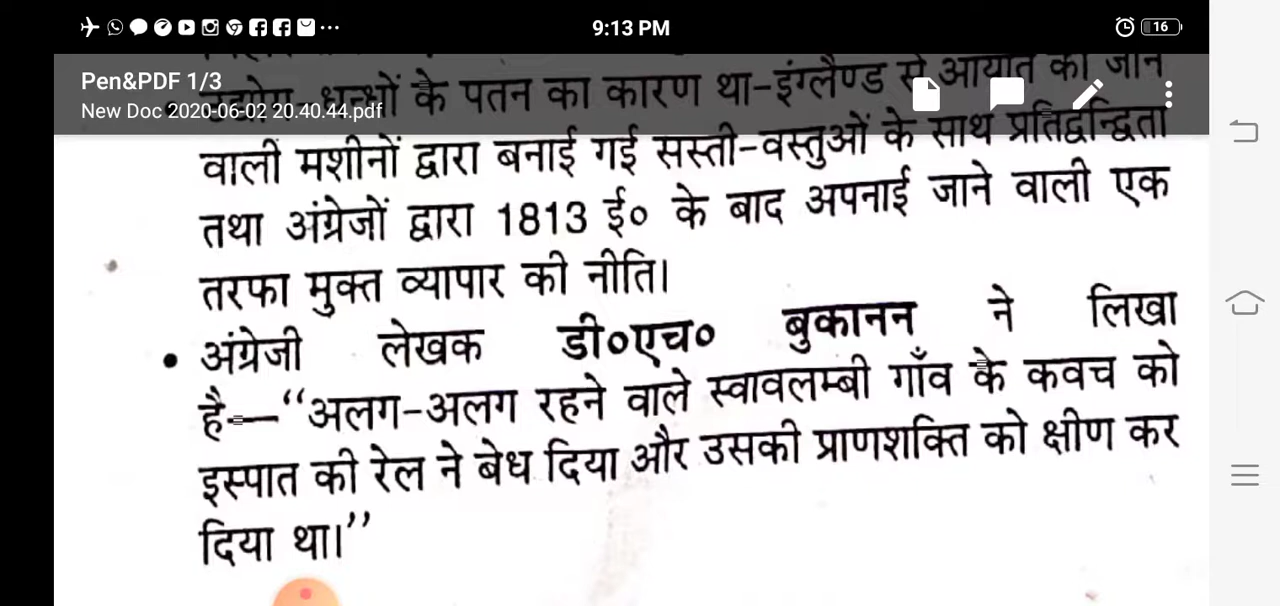 9:13 PM
16
Pen&PDF 1/3
New Doc 2020-06-02 20.40.44.pdf
उद्योग-धन्धों के पतन का कारण था-इंग्लैण्ड से आयात की जाने
वाली मशीनों द्वारा बनाई गई सस्ती-वस्तुओं के साथ प्रतिद्वन्द्विता
तथा अंग्रेजों द्वारा 1813 ई० के बाद अपनाई जाने वाली एक
तरफा मुक्त व्यापार की नीति।
• अंग्रेजी लेखक डी०एच० बुकानन ने लिखा
है—“अलग-अलग रहने वाले स्वावलम्बी गाँव के कवच को
इस्पात की रेल ने बेध दिया और उसकी प्राणशक्ति को क्षीण कर
दिया था।”